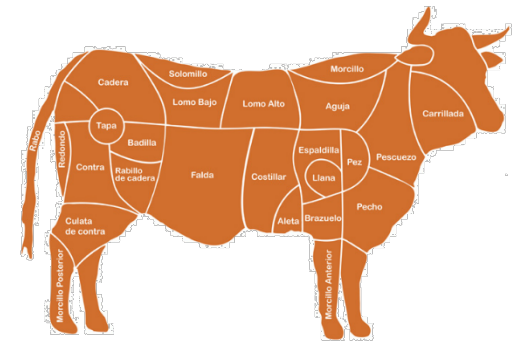 Solomillo
Morcillo
Cadera
Lomo Bajo
Lomo Alto
Aguja
Carrillada
Tapa
Rabo
Redondo
Badilla
Espaldilla
Pez
Pescuezo
Contra
Rabillo
de cadera
Falda
Costillar
Llana
Culata
de contra
Aleta
Brazuelo
Pecho
Morcillo Posterior
Morcillo Anterior